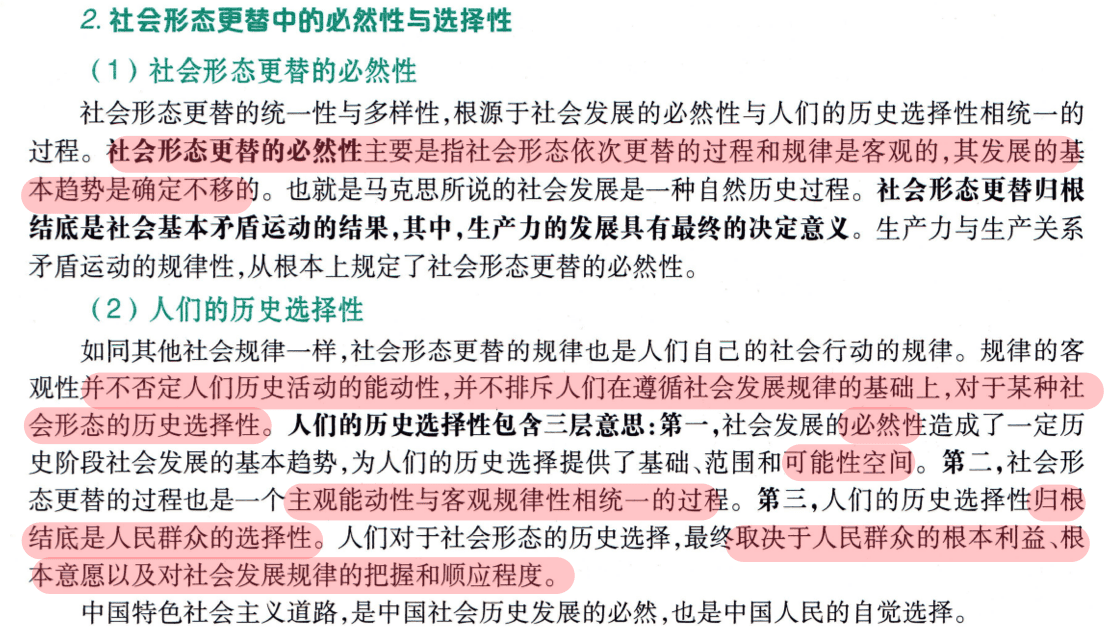 2. 社会形态更替中的必然性与选择性
（1）社会形态更替的必然性
社会形态更替的统一性与多样性,根源于社会发展的必然性与人们的历史选择性相统一的
过程。社会形态更替的必然性主要是指社会形态依次更替的过程和规律是客观的,其发展的基
本趋势是确定不移的。也就是马克思所说的社会发展是一种自然历史过程。社会形态更替归根
结底是社会基本矛盾运动的结果,其中,生产力的发展具有最终的决定意义。生产力与生产关系
矛盾运动的规律性,从根本上规定了社会形态更替的必然性。
（2）人们的历史选择性
如同其他社会规律一样,社会形态更替的规律也是人们自己的社会行动的规律。规律的客
观性并不否定人们历史活动的能动性,并不排斥人们在遵循社会发展规律的基础上,对于某种社
会形态的历史选择性。人们的历史选择性包含三层意思:第一,社会发展的必然性造成了一定历
史阶段社会发展的基本趋势,为人们的历史选择提供了基础、范围和可能性空间。第二,社会形
态更替的过程也是一个主观能动性与客观规律性相统一的过程。第三,人们的历史选择性归根
结底是人民群众的选择性。人们对于社会形态的历史选择,最终取决于人民群众的根本利益、根
本意愿以及对社会发展规律的把握和顺应程度。
中国特色社会主义道路,是中国社会历史发展的必然,也是中国人民的自觉选择。